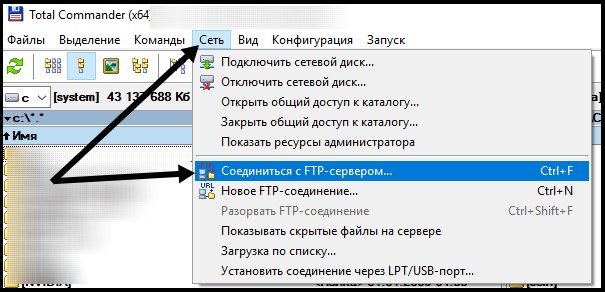 Total Commander (x64)
Файлы Выделение Команды Сеть Вид Конфигурация Запуск
Подключить сетевой диск...
Отключить сетевой диск...
Открыть общий доступ к каталогу...
Закрыть общий доступ к каталогу...
Показать ресурсы администратора
Соединиться с FTP-сервером... Ctrl+F
URL Новое FTP-соединение... Ctrl+N
Разорвать FTP-соединение Ctrl+Shift+F
Показывать скрытые файлы на сервере
Загрузка по списку...
Установить соединение через LPT/USB-порт...
c [system] 43 137 688 Кб
c:\*.*
Имя